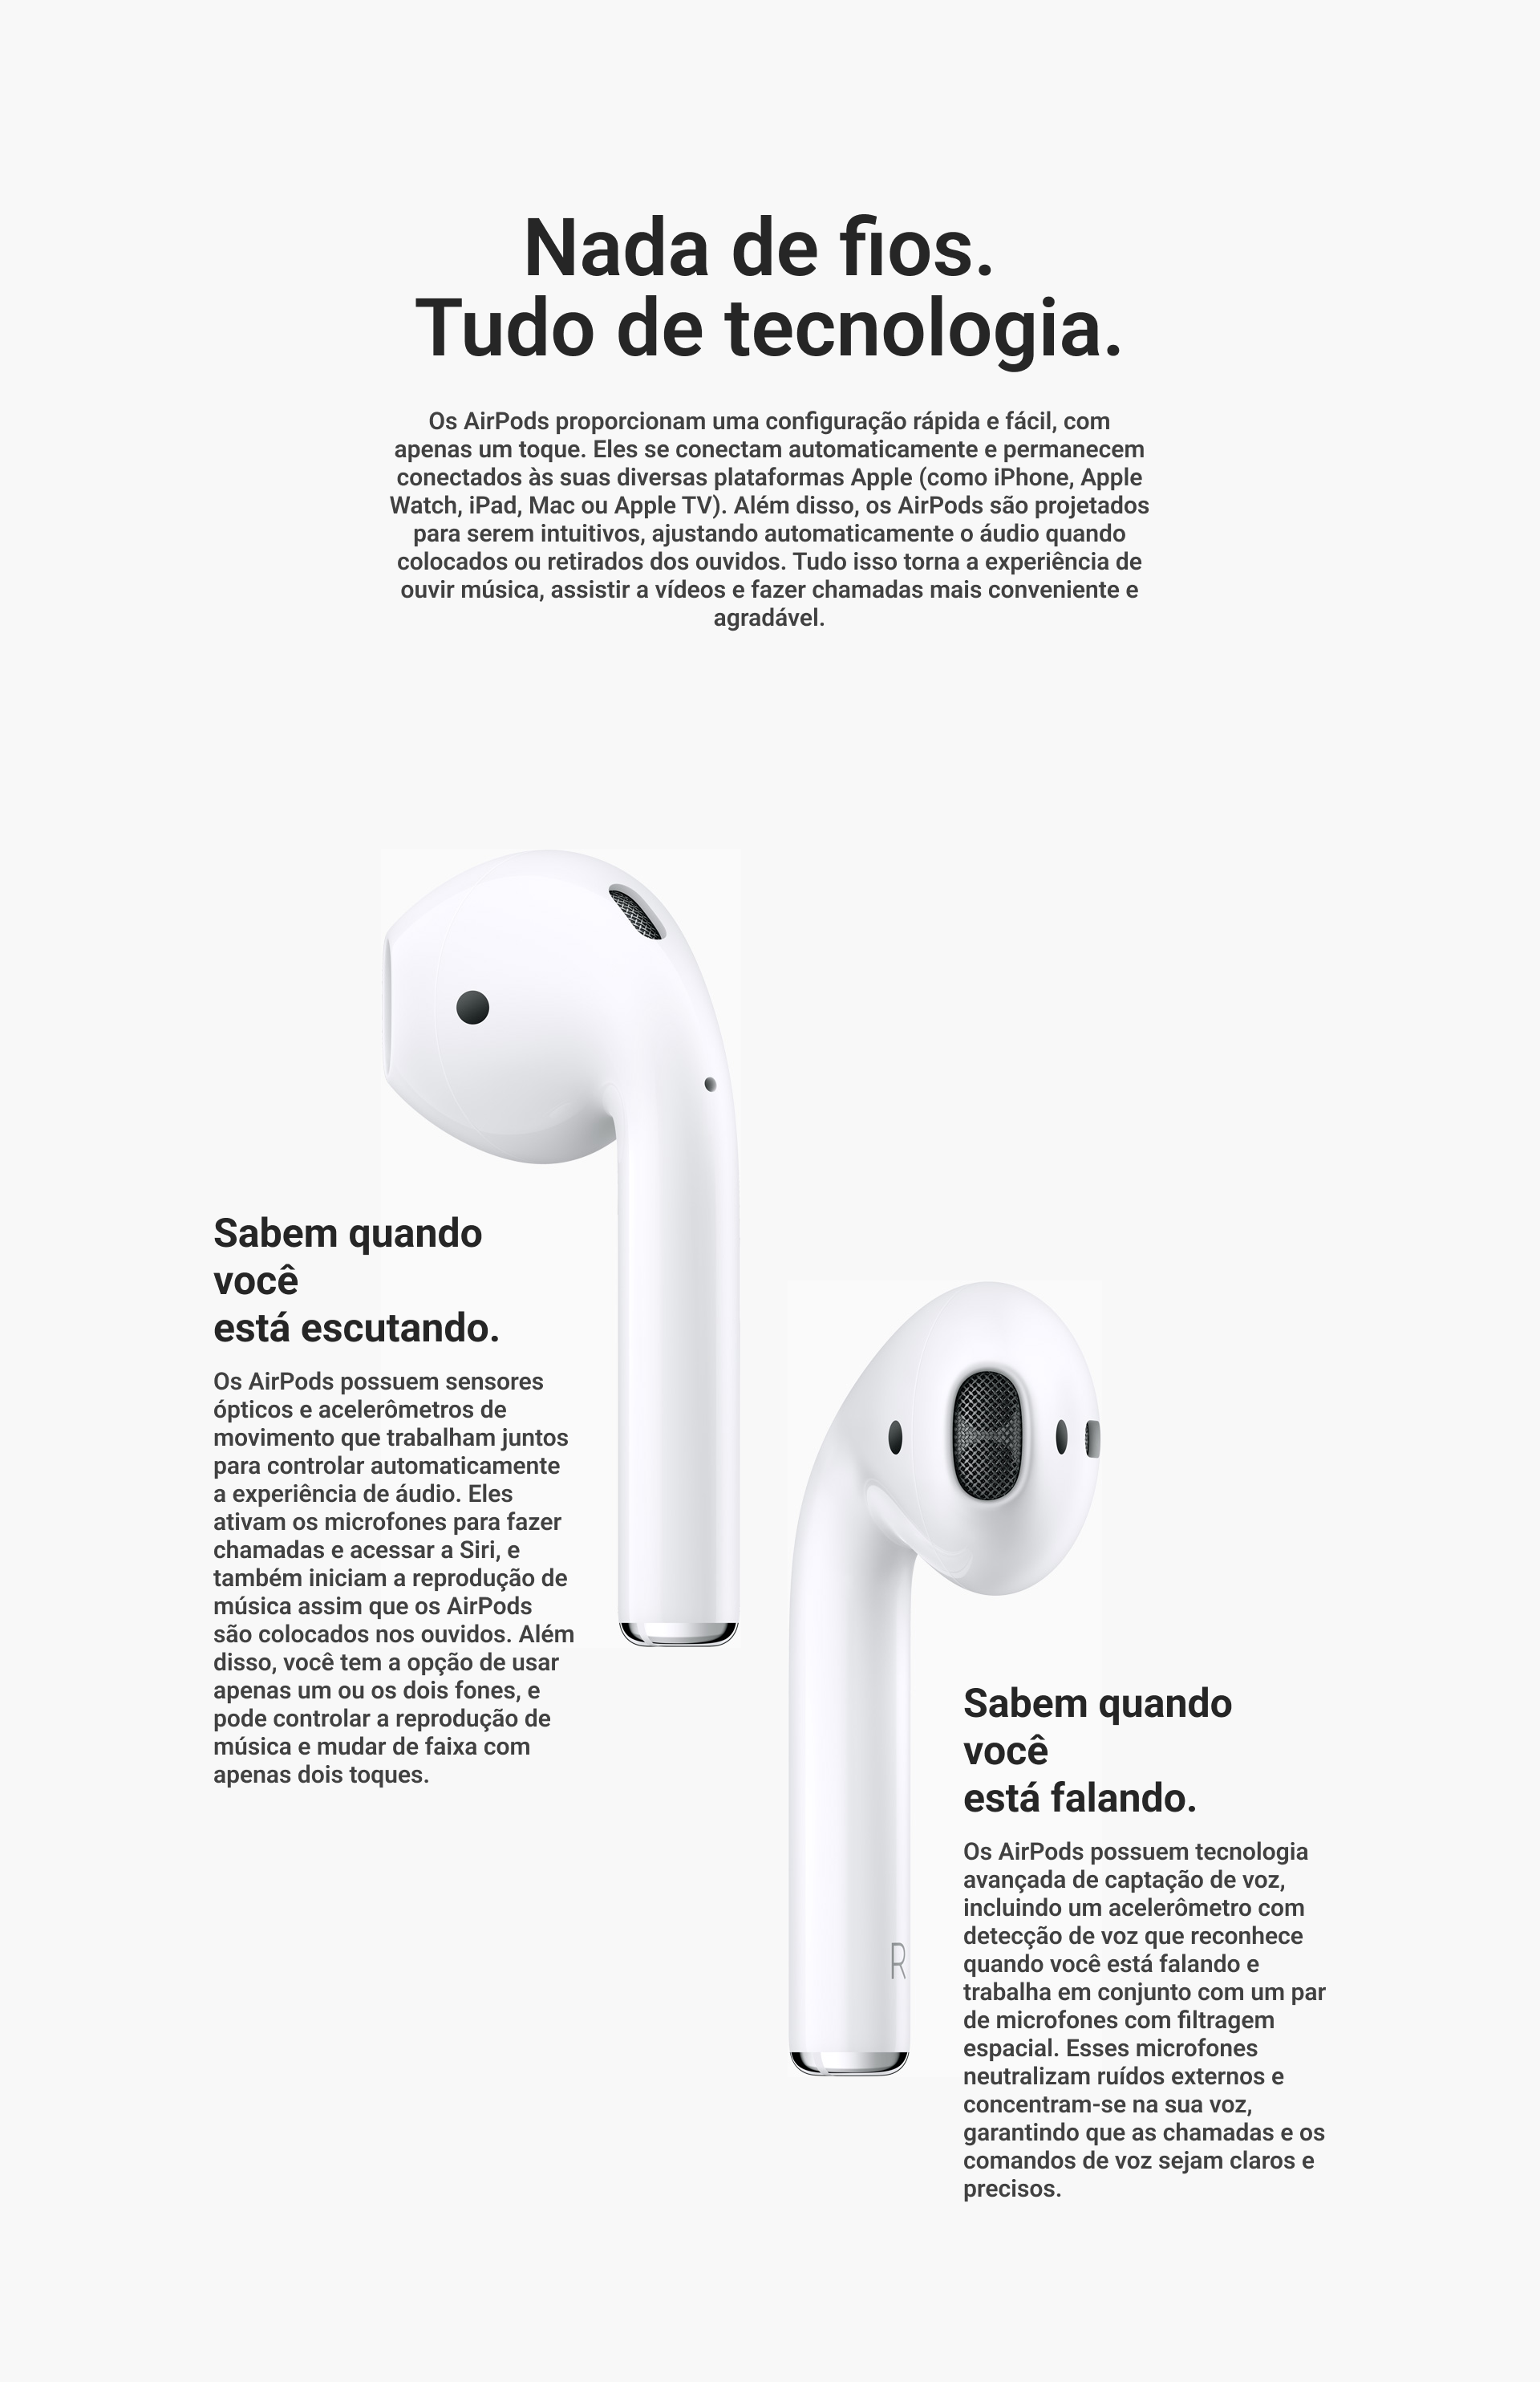 Nada de fios.
Tudo de tecnologia.
Os AirPods proporcionam uma configuração rápida e fácil, com
apenas um toque. Eles se conectam automaticamente e permanecem
conectados às suas diversas plataformas Apple (como iPhone, Apple
Watch, iPad, Mac ou Apple TV). Além disso, os AirPods são projetados
para serem intuitivos, ajustando automaticamente o áudio quando
colocados ou retirados dos ouvidos. Tudo isso torna a experiência de
ouvir música, assistir a vídeos e fazer chamadas mais conveniente e
agradável.
Sabem quando
você
está escutando.
Os AirPods possuem sensores
ópticos e acelerômetros de
movimento que trabalham juntos
para controlar automaticamente
a experiência de áudio. Eles
ativam os microfones para fazer
chamadas e acessar a Siri, e
também iniciam a reprodução de
música assim que os AirPods
são colocados nos ouvidos. Além
disso, você tem a opção de usar
apenas um ou os dois fones, e
pode controlar a reprodução de
música e mudar de faixa com
apenas dois toques.
R
Sabem quando
você
está falando.
Os AirPods possuem tecnologia
avançada de captação de voz,
incluindo um acelerômetro com
detecção de voz que reconhece
quando você está falando e
trabalha em conjunto com um par
de microfones com filtragem
espacial. Esses microfones
neutralizam ruídos externos e
concentram-se na sua voz,
garantindo que as chamadas e os
comandos de voz sejam claros e
precisos.